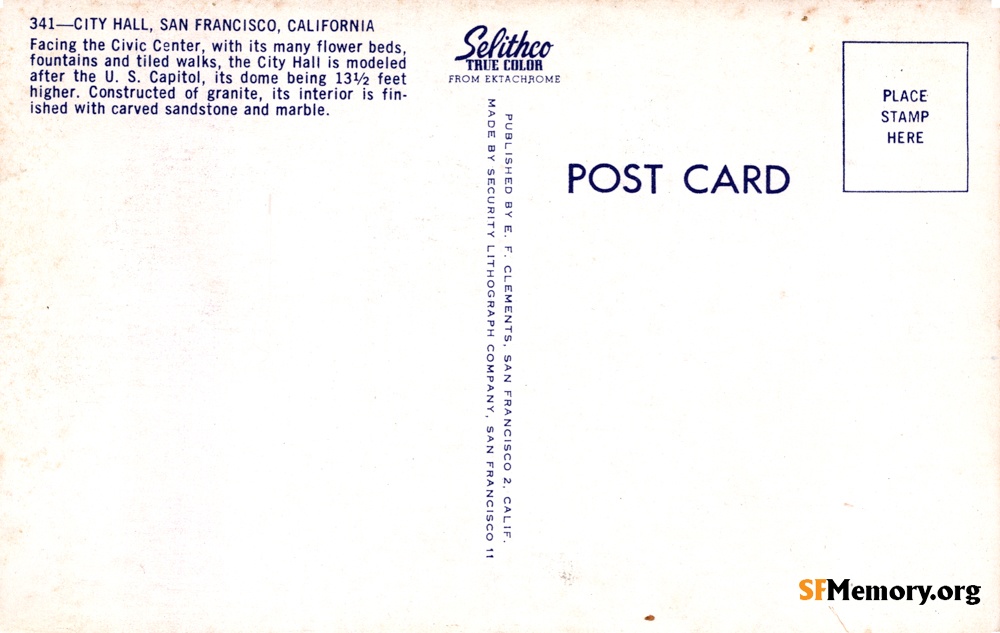 341—CITY HALL, SAN FRANCISCO, CALIFORNIA
Facing the Civic Center, with its many flower beds,
fountains and tiled walks, the City Hall is modeled
after the U. S. Capitol, its dome being 13½ feet
higher. Constructed of granite, its interior is fin-
ished with carved sandstone and marble.
Selithco
TRUE COLOR
FROM EKTACHROME
PUBLISHED BY E. F. CLEMENTS, SAN FRANCISCO 2, CALIF.
MADE BY SECURITY LITHOGRAPH COMPANY, SAN FRANCISCO 11
POST CARD
PLACE
STAMP
HERE
SFMemory.org